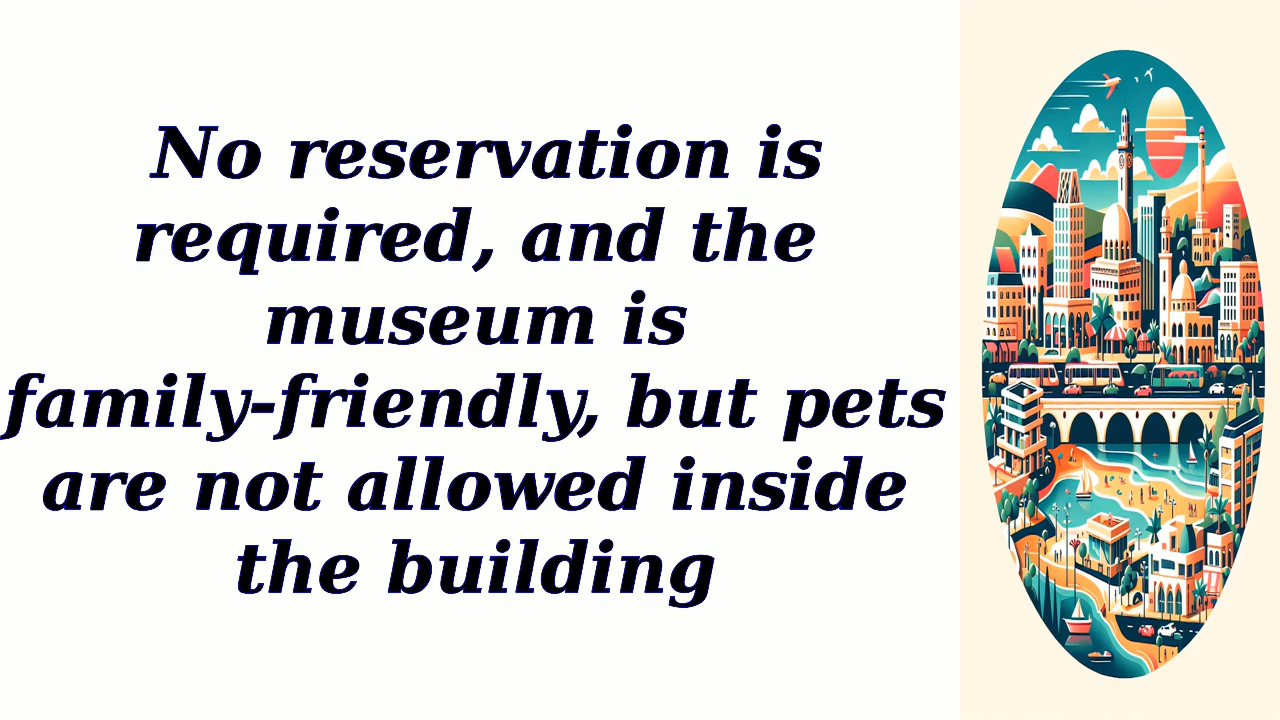 No reservation is
required, and the
museum is
family-friendly, but pets
are not allowed inside
the building